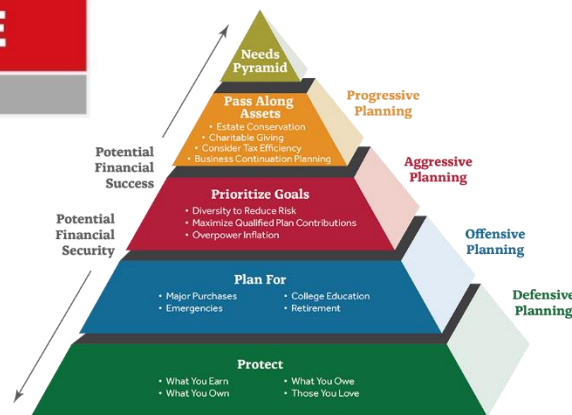 E
Needs
Pyramid
Pass Along
Assets
• Estate Conservation
• Charitable Giving
• Consider Tax Efficiency
• Business Continuation Planning
Progressive
Planning
Potential
Financial
Success
Prioritize Goals
• Diversity to Reduce Risk
• Maximize Qualified Plan Contributions
• Overpower Inflation
Aggressive
Planning
Potential
Financial
Security
Plan For
• Major Purchases
• Emergencies
• College Education
• Retirement
Offensive
Planning
Protect
• What You Earn
• What You Own
• What You Owe
• Those You Love
Defensive
Planning